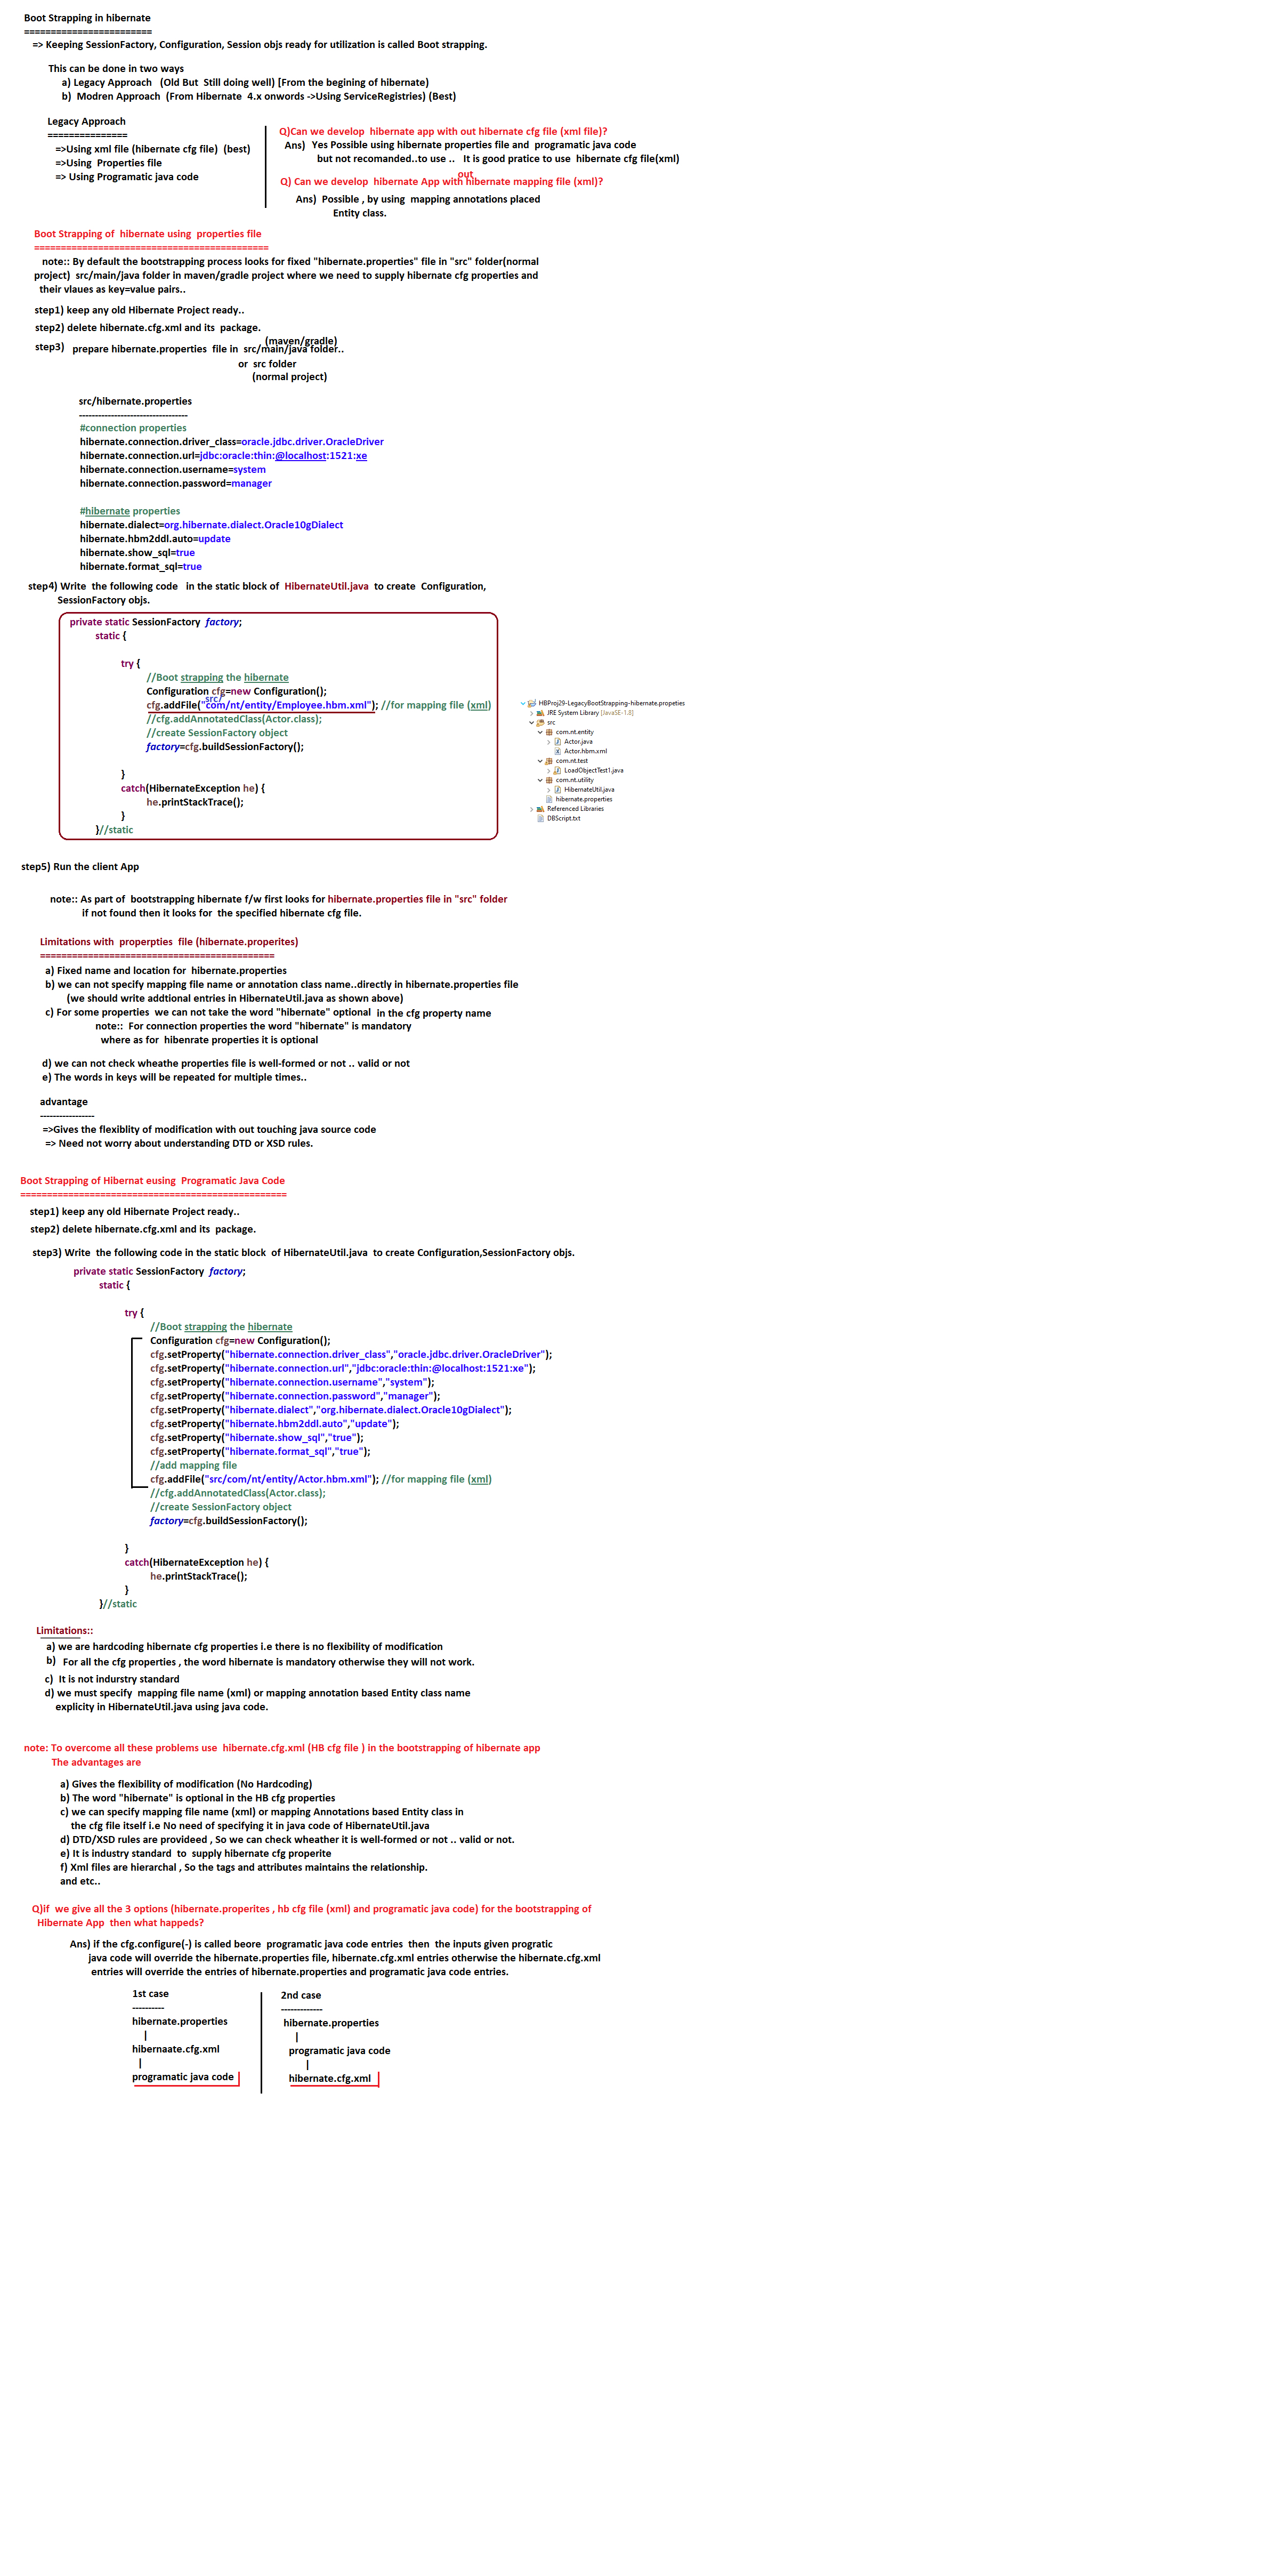 Boot Strapping in hibernate
========================
=> Keeping SessionFactory, Configuration, Session objs ready for utilization is called Boot strapping.
This can be done in two ways
a) Legacy Approach (Old But Still doing well) [From the begining of hibernate)
b) Modren Approach (From Hibernate 4.x onwords ->Using ServiceRegistries) (Best)
Legacy Approach
===============
=>Using xml file (hibernate cfg file) (best)
=>Using Properties file
=> Using Programatic java code
Q)Can we develop hibernate app with out hibernate cfg file (xml file)?
Ans) Yes Possible using hibernate properties file and programatic java code
but not recomanded..to use .. It is good pratice to use hibernate cfg file(xml)
out
Q) Can we develop hibernate App with hibernate mapping file (xml)?
Ans) Possible , by using mapping annotations placed
Entity class.
Boot Strapping of hibernate using properties file
============================================
note:: By default the bootstrapping process looks for fixed "hibernate.properties" file in "src" folder(normal
project) src/main/java folder in maven/gradle project where we need to supply hibernate cfg properties and
their vlaues as key=value pairs..
step1) keep any old Hibernate Project ready..
step2) delete hibernate.cfg.xml and its package.
(maven/gradle)
step3) prepare hibernate.properties file in src/main/java folder..
or src folder
(normal project)
src/hibernate.properties
----------------------------------
#connection properties
hibernate.connection.driver_class=oracle.jdbc.driver.OracleDriver
hibernate.connection.url=jdbc:oracle:thin:@localhost:1521:xe
hibernate.connection.username=system
hibernate.connection.password=manager
#hibernate properties
hibernate.dialect=org.hibernate.dialect.Oracle10gDialect
hibernate.hbm2ddl.auto=update
hibernate.show_sql=true
hibernate.format_sql=true
step4) Write the following code in the static block of HibernateUtil.java to create Configuration,
SessionFactory objs.
private static SessionFactory factory;
static {
try {
//Boot strapping the hibernate
Configuration cfg=new Configuration();
src/
cfg.addFile("com/nt/entity/Employee.hbm.xml"); //for mapping file (xml)
//cfg.addAnnotatedClass(Actor.class);
//create SessionFactory object
factory=cfg.buildSessionFactory();
}
catch(HibernateException he) {
he.printStackTrace();
}
}//static
HBProj29-LegacyBootStrapping-hibernate.propeties
JRE System Library [JavaSE-1.8]
src
com.nt.entity
Actor.java
Actor.hbm.xml
com.nt.test
LoadObjectTest1.java
com.nt.utility
HibernateUtil.java
hibernate.properties
Referenced Libraries
DBScript.txt
step5) Run the client App
note:: As part of bootstrapping hibernate f/w first looks for hibernate.properties file in "src" folder
if not found then it looks for the specified hibernate cfg file.
Limitations with properpties file (hibernate.properites)
============================================
a) Fixed name and location for hibernate.properties
b) we can not specify mapping file name or annotation class name..directly in hibernate.properties file
(we should write addtional entries in HibernateUtil.java as shown above)
c) For some properties we can not take the word "hibernate" optional in the cfg property name
note:: For connection properties the word "hibernate" is mandatory
where as for hibenrate properties it is optional
d) we can not check wheathe properties file is well-formed or not .. valid or not
e) The words in keys will be repeated for multiple times..
advantage
-----------------
=>Gives the flexiblity of modification with out touching java source code
=> Need not worry about understanding DTD or XSD rules.
Boot Strapping of Hibernat eusing Programatic Java Code
==================================================
step1) keep any old Hibernate Project ready..
step2) delete hibernate.cfg.xml and its package.
step3) Write the following code in the static block of HibernateUtil.java to create Configuration,SessionFactory objs.
private static SessionFactory factory;
static {
try {
//Boot strapping the hibernate
Configuration cfg=new Configuration();
cfg.setProperty("hibernate.connection.driver_class","oracle.jdbc.driver.OracleDriver");
cfg.setProperty("hibernate.connection.url","jdbc:oracle:thin:@localhost:1521:xe");
cfg.setProperty("hibernate.connection.username","system");
cfg.setProperty("hibernate.connection.password","manager");
cfg.setProperty("hibernate.dialect","org.hibernate.dialect.Oracle10gDialect");
cfg.setProperty("hibernate.hbm2ddl.auto","update");
cfg.setProperty("hibernate.show_sql","true");
cfg.setProperty("hibernate.format_sql","true");
//add mapping file
cfg.addFile("src/com/nt/entity/Actor.hbm.xml"); //for mapping file (xml)
//cfg.addAnnotatedClass(Actor.class);
//create SessionFactory object
factory=cfg.buildSessionFactory();
}
catch(HibernateException he) {
he.printStackTrace();
}
}//static
Limitations::
a) we are hardcoding hibernate cfg properties i.e there is no flexibility of modification
b) For all the cfg properties , the word hibernate is mandatory otherwise they will not work.
c) It is not indurstry standard
d) we must specify mapping file name (xml) or mapping annotation based Entity class name
explicity in HibernateUtil.java using java code.
note: To overcome all these problems use hibernate.cfg.xml (HB cfg file ) in the bootstrapping of hibernate app
The advantages are
a) Gives the flexibility of modification (No Hardcoding)
b) The word "hibernate" is optional in the HB cfg properties
c) we can specify mapping file name (xml) or mapping Annotations based Entity class in
the cfg file itself i.e No need of specifying it in java code of HibernateUtil.java
d) DTD/XSD rules are provideed , So we can check wheather it is well-formed or not .. valid or not.
e) It is industry standard to supply hibernate cfg properite
f) Xml files are hierarchal , So the tags and attributes maintains the relationship.
and etc..
Q)if we give all the 3 options (hibernate.properites , hb cfg file (xml) and programatic java code) for the bootstrapping of
Hibernate App then what happeds?
Ans) if the cfg.configure(-) is called beore programatic java code entries then the inputs given progratic
java code will override the hibernate.properties file, hibernate.cfg.xml entries otherwise the hibernate.cfg.xml
entries will override the entries of hibernate.properties and programatic java code entries.
1st case
----------
hibernate.properties
|
hibernaate.cfg.xml
|
programatic java code
2nd case
-------------
hibernate.properties
|
programatic java code
|
hibernate.cfg.xml